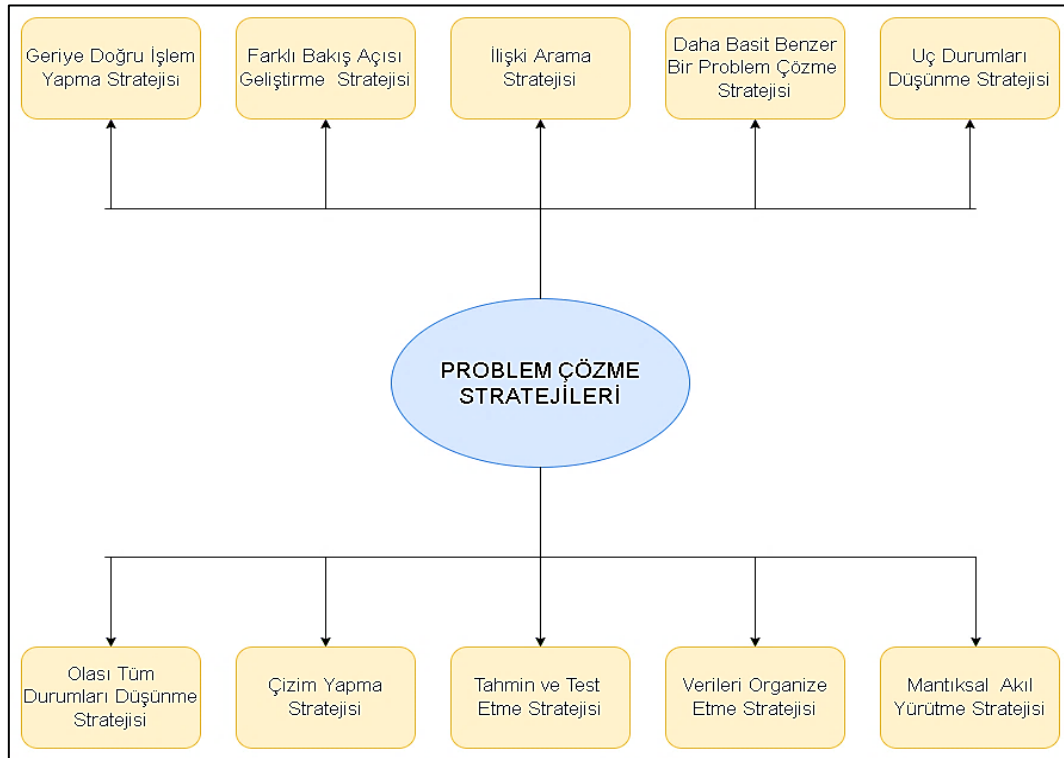 Geriye Doğru İşlem
Yapma Stratejisi
Farklı Bakış Açısı
Geliştirme Stratejisi
İlişki Arama
Stratejisi
Daha Basit Benzer
Bir Problem Çözme
Stratejisi
Uç Durumları
Düşünme Stratejisi
PROBLEM ÇÖZME
STRATEJİLERİ
Olası Tüm
Durumları Düşünme
Stratejisi
Çizim Yapma
Stratejisi
Tahmin ve Test
Etme Stratejisi
Verileri Organize
Etme Stratejisi
Mantıksal Akıl
Yürütme Stratejisi